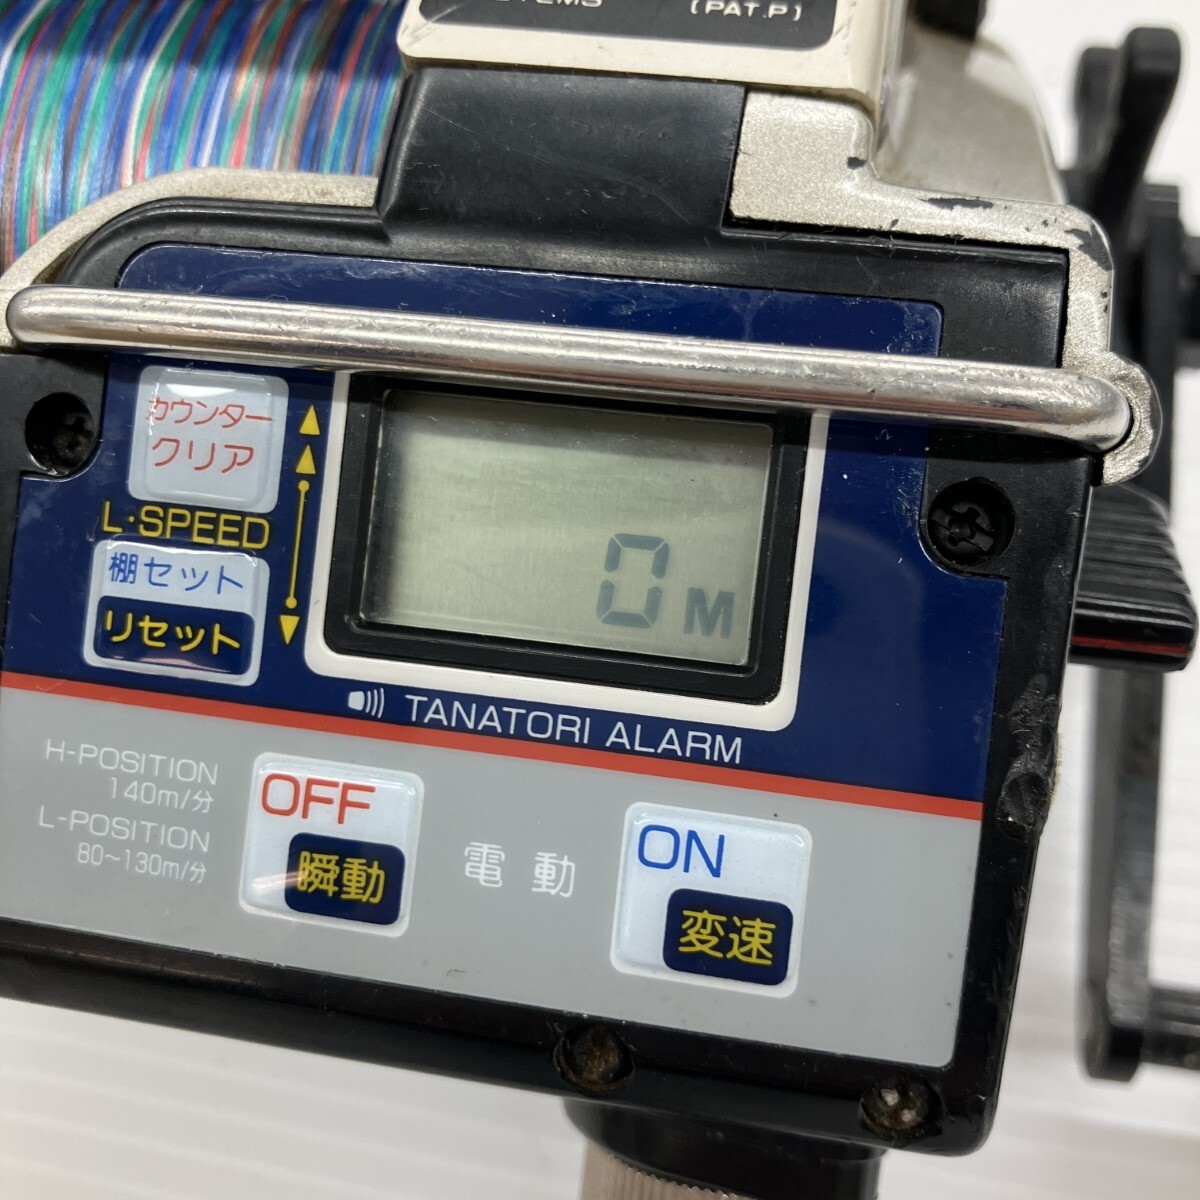 [PAT.P]
カウンター
クリア
L·SPEED
棚セット
リセット
0M
TANATORI ALARM
H-POSITION
140m/分
L-POSITION
80~130m/分
OFF
瞬動
電動
ON
変速